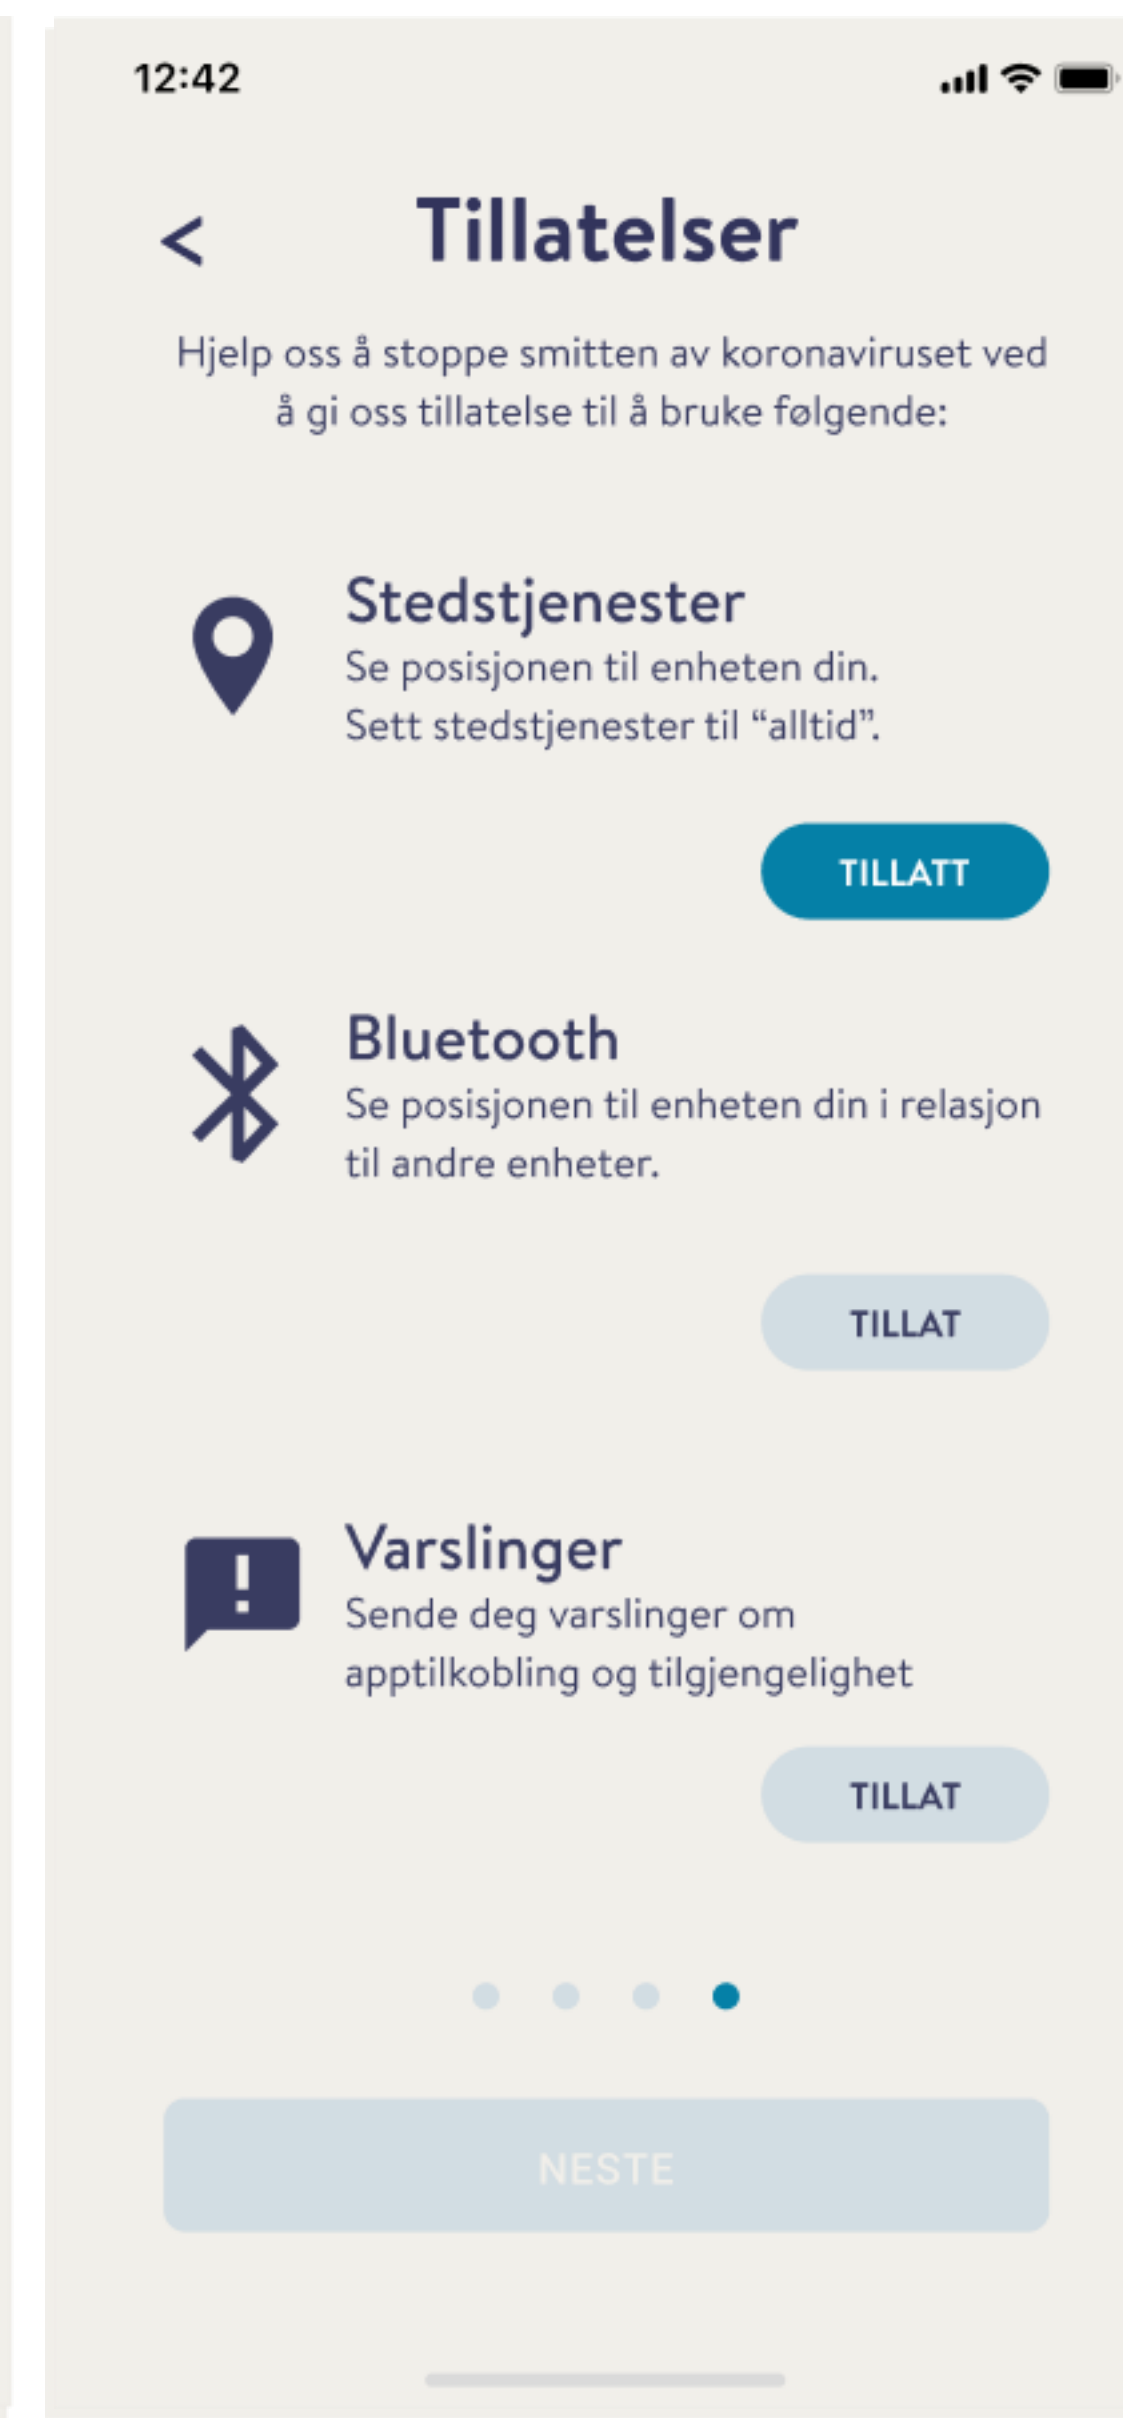 12:42
< Tillatelser
Hjelp oss å stoppe smitten av koronaviruset ved
å gi oss tillatelse til å bruke følgende:
Stedstjenester
Se posisjonen til enheten din.
Sett stedstjenester til “alltid”.
TILLATT
Bluetooth
Se posisjonen til enheten din i relasjon
til andre enheter.
TILLAT
Varslinger
Sende deg varslinger om
apptilkobling og tilgjengelighet
TILLAT
NESTE